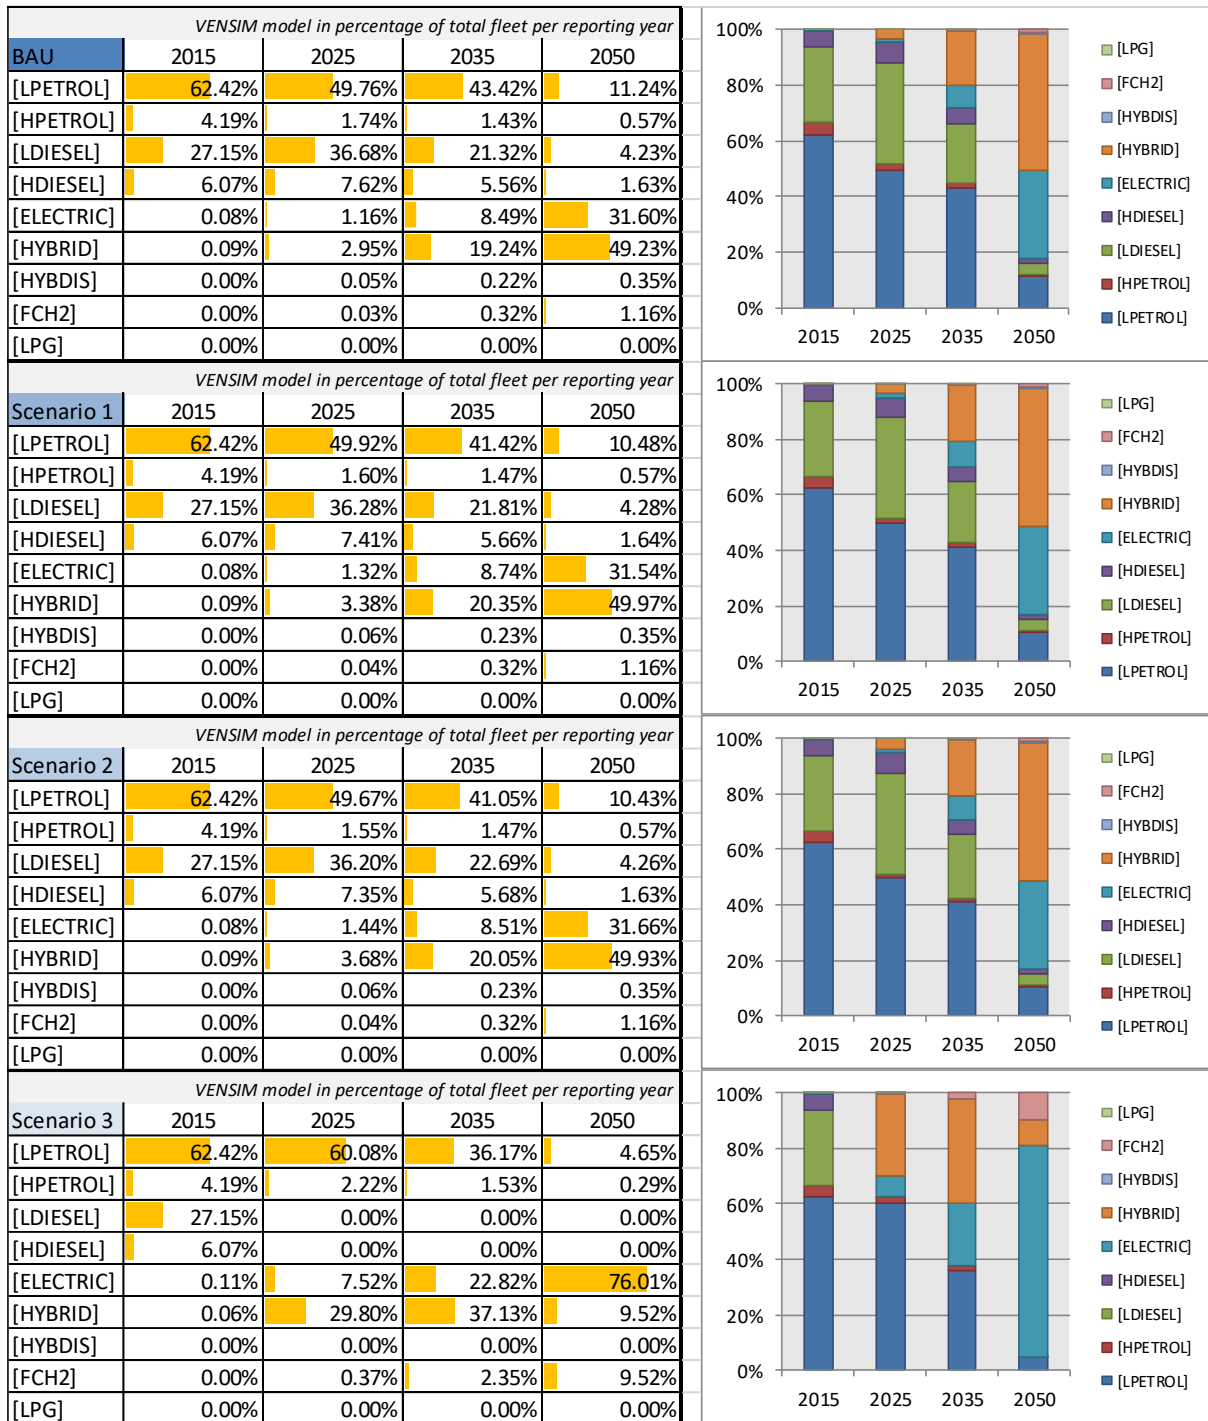 VENSIM model in percentage of total fleet per reporting year
BAU 2015 2025 2035 2050
[LPETROL] 62.42% 49.76% 43.42% 11.24%
[HPETROL] 4.19% 1.74% 1.43% 0.57%
[LDIESEL] 27.15% 36.68% 21.32% 4.23%
[HDIESEL] 6.07% 7.62% 5.56% 1.63%
[ELECTRIC] 0.08% 1.16% 8.49% 31.60%
[HYBRID] 0.09% 2.95% 19.24% 49.23%
[HYBDIS] 0.00% 0.05% 0.22% 0.35%
[FCH2] 0.00% 0.03% 0.32% 1.16%
[LPG] 0.00% 0.00% 0.00% 0.00%
100%
80%
60%
40%
20%
0%
2015 2025 2035 2050
[LPG]
[FCH2]
[HYBDIS]
[HYBRID]
[ELECTRIC]
[HDIESEL]
[LDIESEL]
[HPETROL]
[LPETROL]
VENSIM model in percentage of total fleet per reporting year
Scenario 1 2015 2025 2035 2050
[LPETROL] 62.42% 49.92% 41.42% 10.48%
[HPETROL] 4.19% 1.60% 1.47% 0.57%
[LDIESEL] 27.15% 36.28% 21.81% 4.28%
[HDIESEL] 6.07% 7.41% 5.66% 1.64%
[ELECTRIC] 0.08% 1.32% 8.74% 31.54%
[HYBRID] 0.09% 3.38% 20.35% 49.97%
[HYBDIS] 0.00% 0.06% 0.23% 0.35%
[FCH2] 0.00% 0.04% 0.32% 1.16%
[LPG] 0.00% 0.00% 0.00% 0.00%
100%
80%
60%
40%
20%
0%
2015 2025 2035 2050
[LPG]
[FCH2]
[HYBDIS]
[HYBRID]
[ELECTRIC]
[HDIESEL]
[LDIESEL]
[HPETROL]
[LPETROL]
VENSIM model in percentage of total fleet per reporting year
Scenario 2 2015 2025 2035 2050
[LPETROL] 62.42% 49.67% 41.05% 10.43%
[HPETROL] 4.19% 1.55% 1.47% 0.57%
[LDIESEL] 27.15% 36.20% 22.69% 4.26%
[HDIESEL] 6.07% 7.35% 5.68% 1.63%
[ELECTRIC] 0.08% 1.44% 8.51% 31.66%
[HYBRID] 0.09% 3.68% 20.05% 49.93%
[HYBDIS] 0.00% 0.06% 0.23% 0.35%
[FCH2] 0.00% 0.04% 0.32% 1.16%
[LPG] 0.00% 0.00% 0.00% 0.00%
100%
80%
60%
40%
20%
0%
2015 2025 2035 2050
[LPG]
[FCH2]
[HYBDIS]
[HYBRID]
[ELECTRIC]
[HDIESEL]
[LDIESEL]
[HPETROL]
[LPETROL]
VENSIM model in percentage of total fleet per reporting year
Scenario 3 2015 2025 2035 2050
[LPETROL] 62.42% 60.08% 36.17% 4.65%
[HPETROL] 4.19% 2.22% 1.53% 0.29%
[LDIESEL] 27.15% 0.00% 0.00% 0.00%
[HDIESEL] 6.07% 0.00% 0.00% 0.00%
[ELECTRIC] 0.11% 7.52% 22.82% 76.01%
[HYBRID] 0.06% 29.80% 37.13% 9.52%
[HYBDIS] 0.00% 0.00% 0.00% 0.00%
[FCH2] 0.00% 0.37% 2.35% 9.52%
[LPG] 0.00% 0.00% 0.00% 0.00%
100%
80%
60%
40%
20%
0%
2015 2025 2035 2050
[LPG]
[FCH2]
[HYBDIS]
[HYBRID]
[ELECTRIC]
[HDIESEL]
[LDIESEL]
[HPETROL]
[LPETROL]